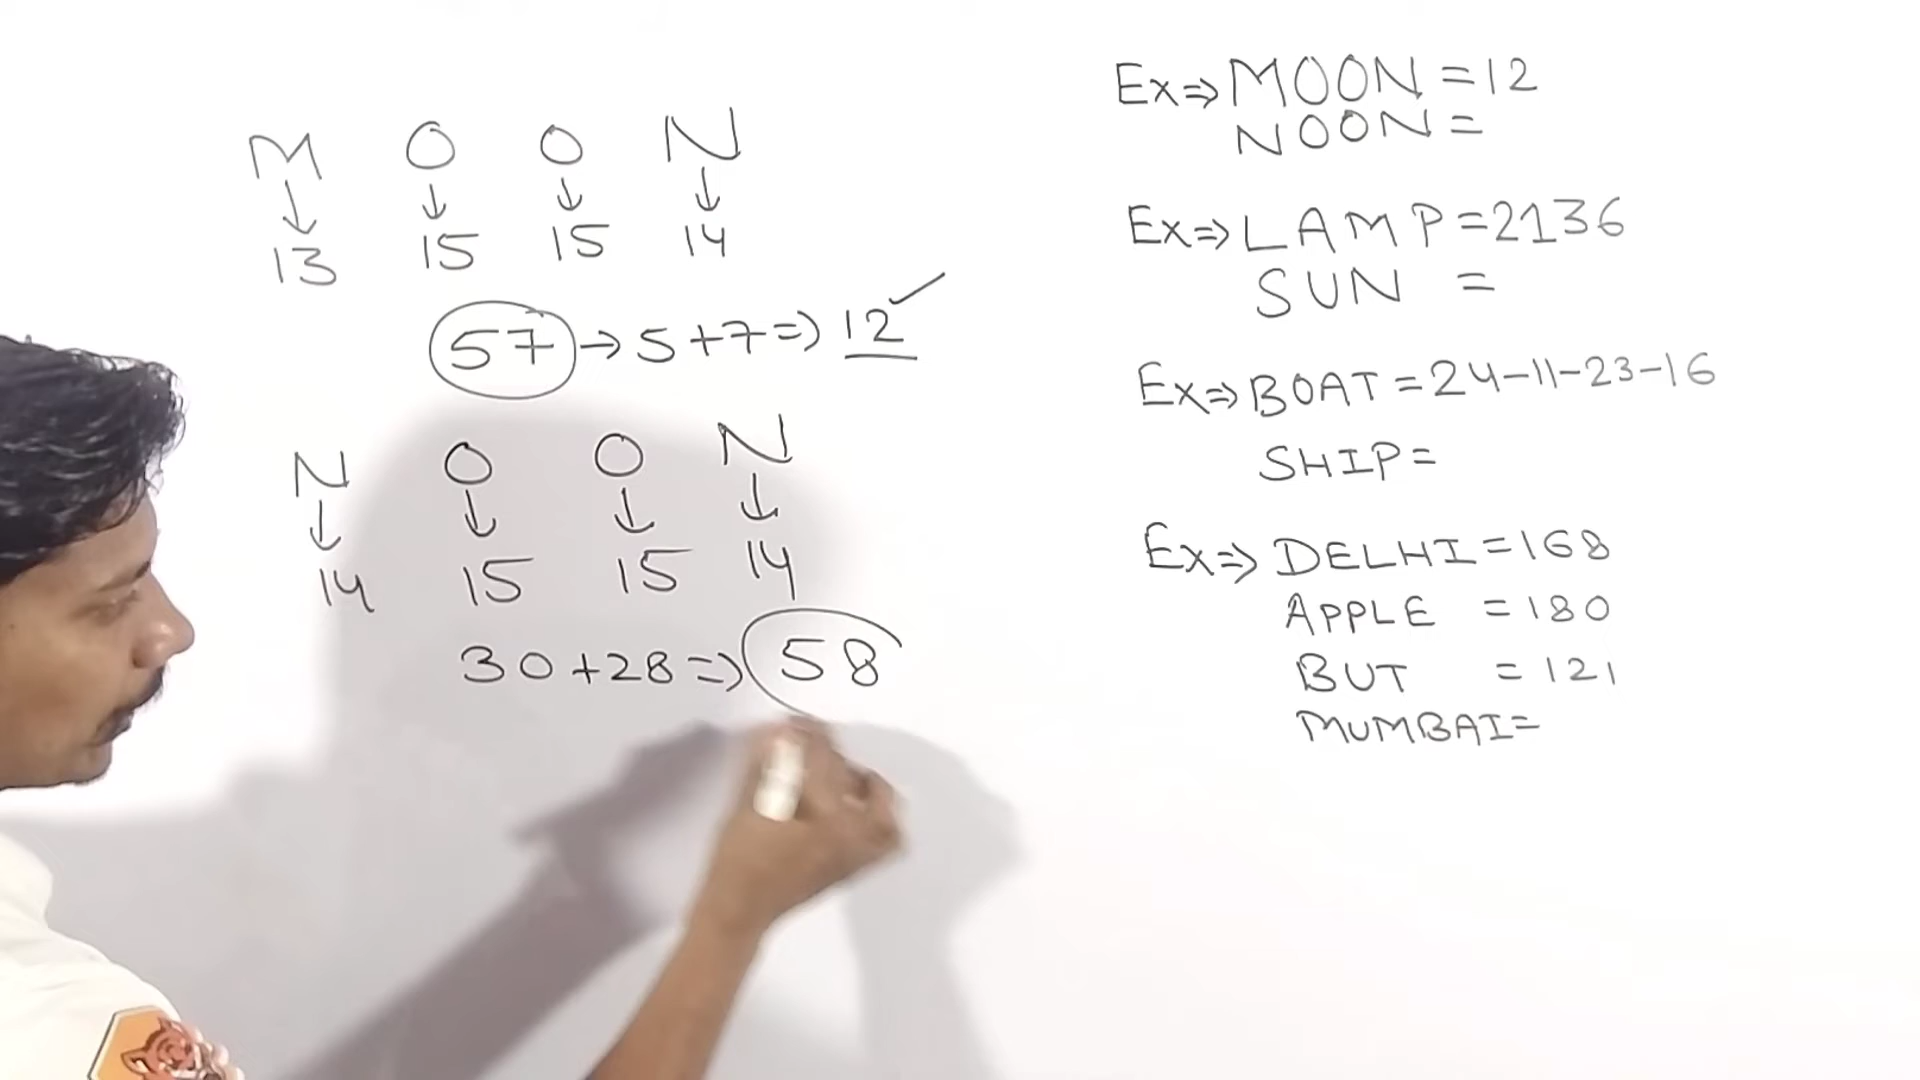 M O O N
↓ ↓ ↓ ↓
13 15 15 14
57 → 5+7 ⇒ 12 ✓
N O O N
↓ ↓ ↓ ↓
14 15 15 14
30+28 ⇒ 58
Ex⇒ MOON = 12
NOON =
Ex⇒ LAMP = 2136
SUN =
Ex⇒ BOAT = 24-11-23-16
SHIP =
Ex⇒ DELHI = 168
APPLE = 180
BUT = 121
MUMBAI =